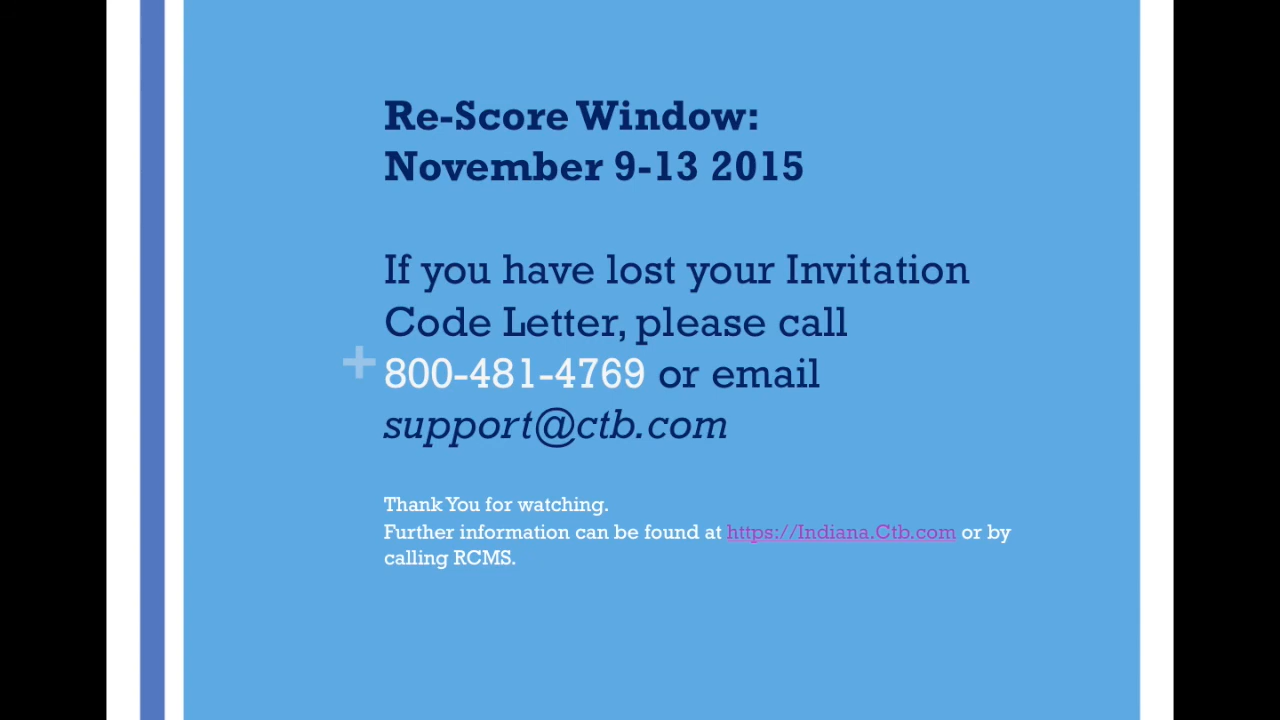 Re-Score Window:
November 9-13 2015
If you have lost your Invitation
Code Letter, please call
800-481-4769 or email
support@ctb.com
Thank You for watching.
Further information can be found at https://Indiana.Ctb.com or by
calling RCMS.